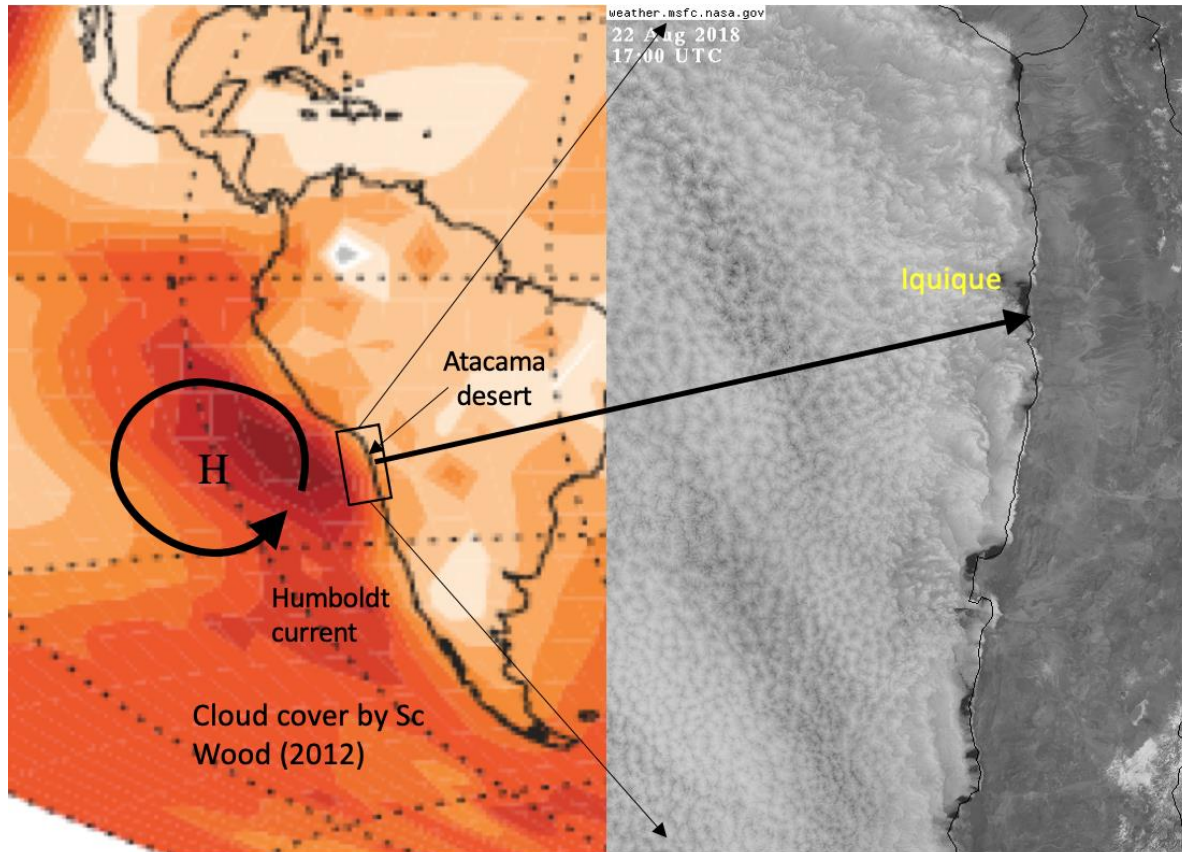 weather.msfc.nasa.gov
22 Aug 2018
17:00 UTC
Iquique
Atacama
desert
H
Humboldt
current
Cloud cover by Sc
Wood (2012)